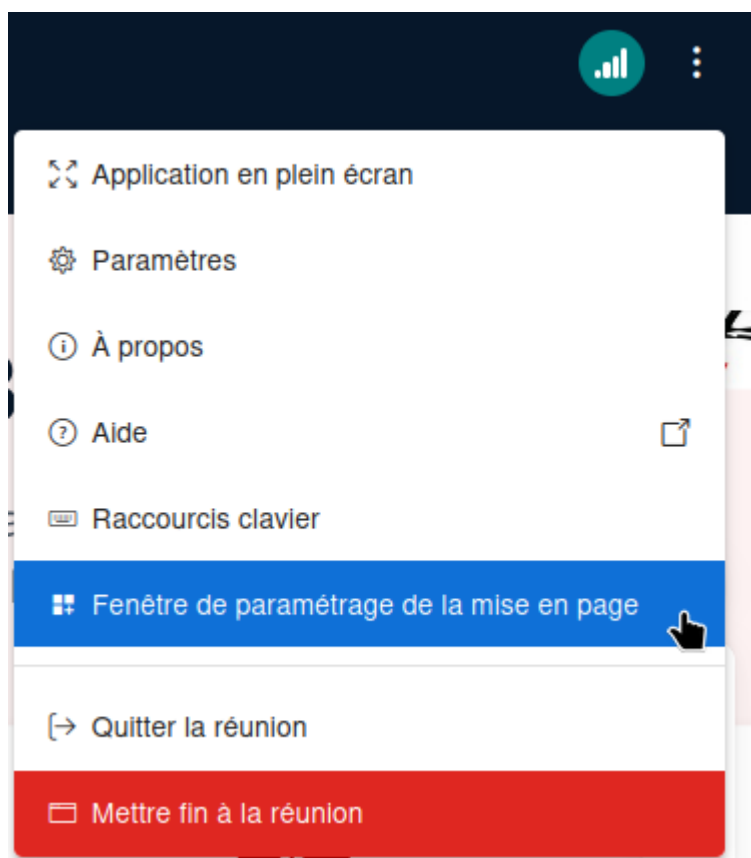 Application en plein écran
Paramètres
À propos
Aide
Raccourcis clavier
Fenêtre de paramétrage de la mise en page
Quitter la réunion
Mettre fin à la réunion